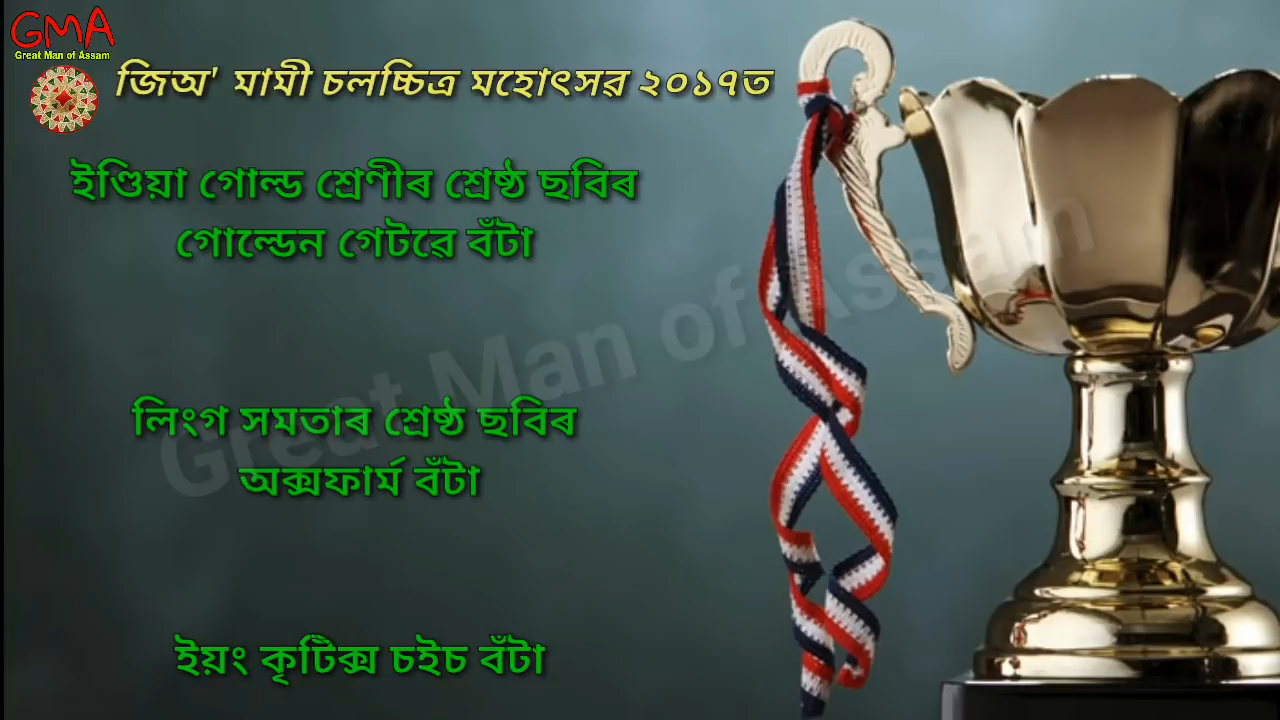 GMA
Great Man of Assam
জিঅ' মামী চলচ্চিত্ৰ মহোৎসৱ ২০১৭ত
ইণ্ডিয়া গোল্ড শ্ৰেণীৰ শ্ৰেষ্ঠ ছবিৰ
গোল্ডেন গেটৱে বঁটা
Great Man of Assam
লিংগ সমতাৰ শ্ৰেষ্ঠ ছবিৰ
অক্সফাৰ্ম বঁটা
ইয়ং কৃটিক্স চইচ বঁটা